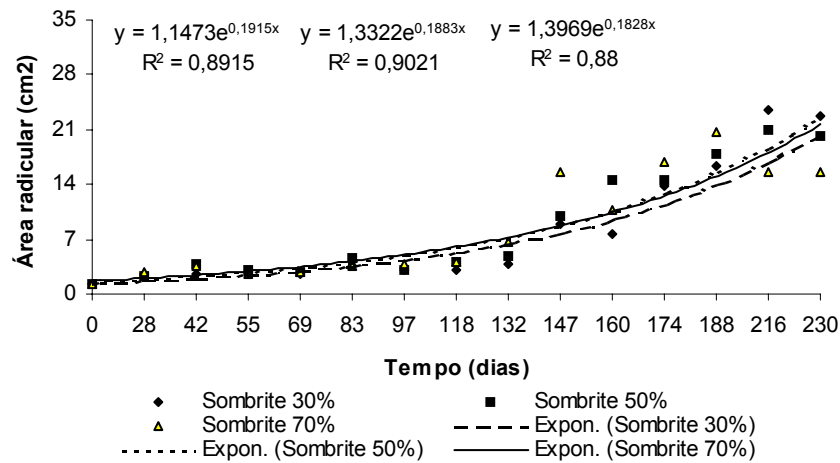 y = 1,1473e^0,1915x y = 1,3322e^0,1883x y = 1,3969e^0,1828x
R² = 0,8915 R² = 0,9021 R² = 0,88
Área radicular (cm2)
35
28
21
14
7
0
0 28 42 55 69 83 97 118 132 147 160 174 188 216 230
Tempo (dias)
Sombrite 30% Sombrite 50%
Sombrite 70% Expon. (Sombrite 30%)
Expon. (Sombrite 50%) Expon. (Sombrite 70%)